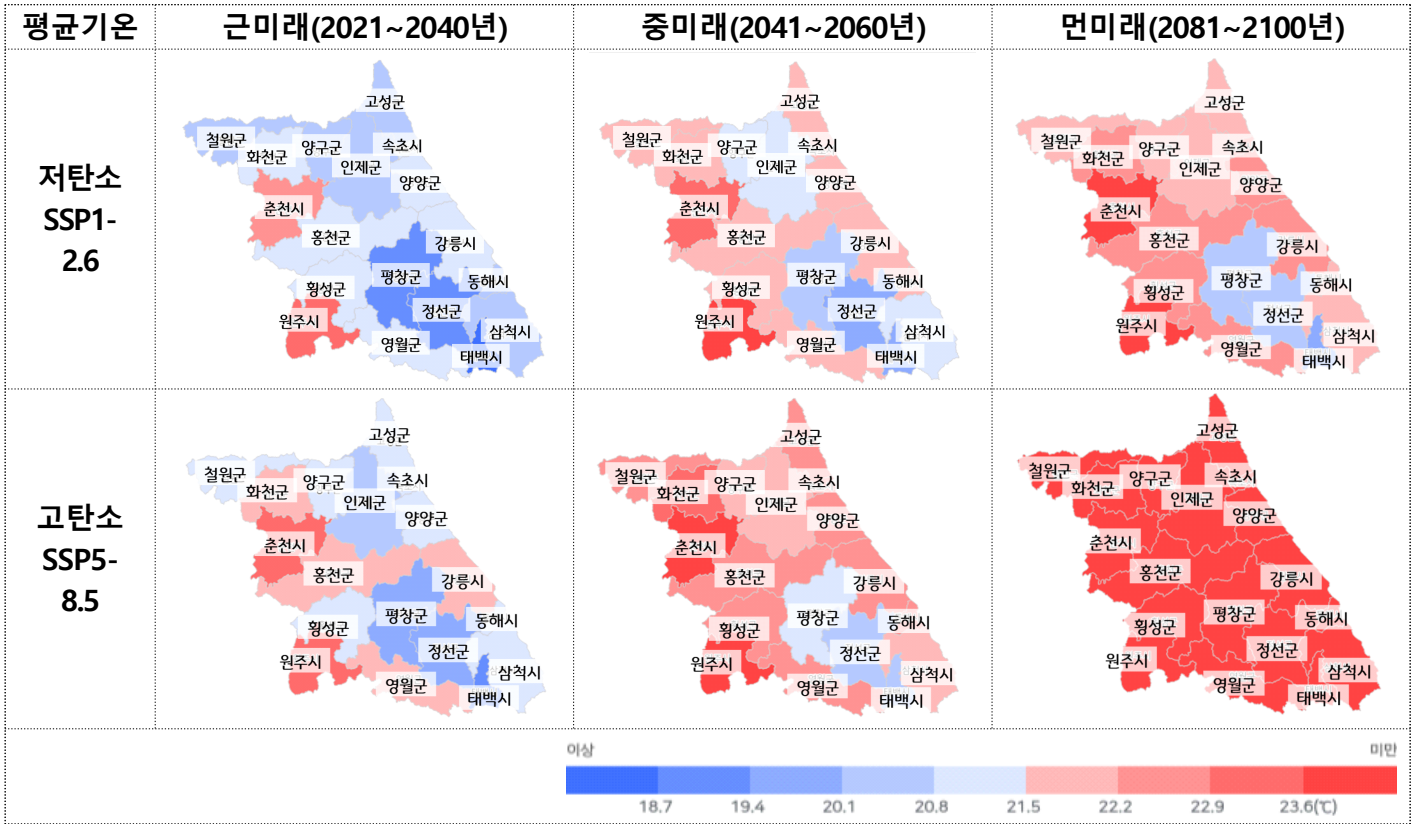 평균기온
근미래(2021~2040년)
중미래(2041~2060년)
먼미래(2081~2100년)
저탄소
SSP1-
2.6
고성군
철원군
화천군
양구군
인제군
속초시
양양군
춘천시
홍천군
강릉시
평창군
동해시
횡성군
정선군
원주시
삼척시
영월군
태백시
고성군
철원군
화천군
양구군
인제군
속초시
양양군
춘천시
홍천군
강릉시
평창군
동해시
횡성군
정선군
원주시
삼척시
영월군
태백시
고성군
철원군
화천군
양구군
인제군
속초시
양양군
춘천시
홍천군
강릉시
평창군
동해시
횡성군
정선군
원주시
삼척시
영월군
태백시
고탄소
SSP5-
8.5
고성군
철원군
화천군
양구군
인제군
속초시
양양군
춘천시
홍천군
강릉시
평창군
동해시
횡성군
정선군
원주시
삼척시
영월군
태백시
고성군
철원군
화천군
양구군
인제군
속초시
양양군
춘천시
홍천군
강릉시
평창군
동해시
횡성군
정선군
원주시
삼척시
영월군
태백시
고성군
철원군
화천군
양구군
인제군
속초시
양양군
춘천시
홍천군
강릉시
평창군
동해시
횡성군
정선군
원주시
삼척시
영월군
태백시
이상 미만
18.7 19.4 20.1 20.8 21.5 22.2 22.9 23.6(℃)